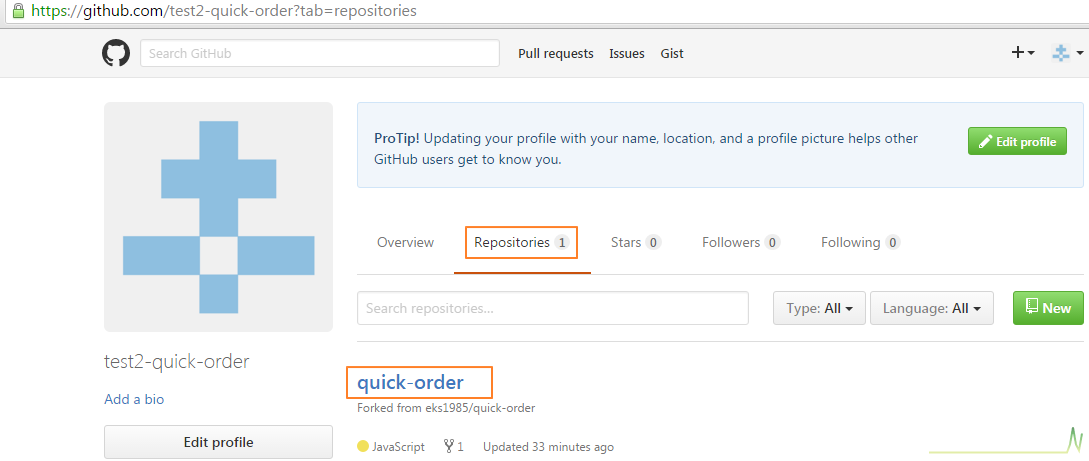 https://github.com/test2-quick-order?tab=repositories
Search GitHub
Pull requests
Issues
Gist
ProTip! Updating your profile with your name, location, and a profile picture helps other
GitHub users get to know you.
Edit profile
Overview
Repositories 1
Stars 0
Followers 0
Following 0
Search repositories...
Type: All
Language: All
New
test2-quick-order
Add a bio
Edit profile
quick-order
Forked from eks1985/quick-order
JavaScript
1
Updated 33 minutes ago